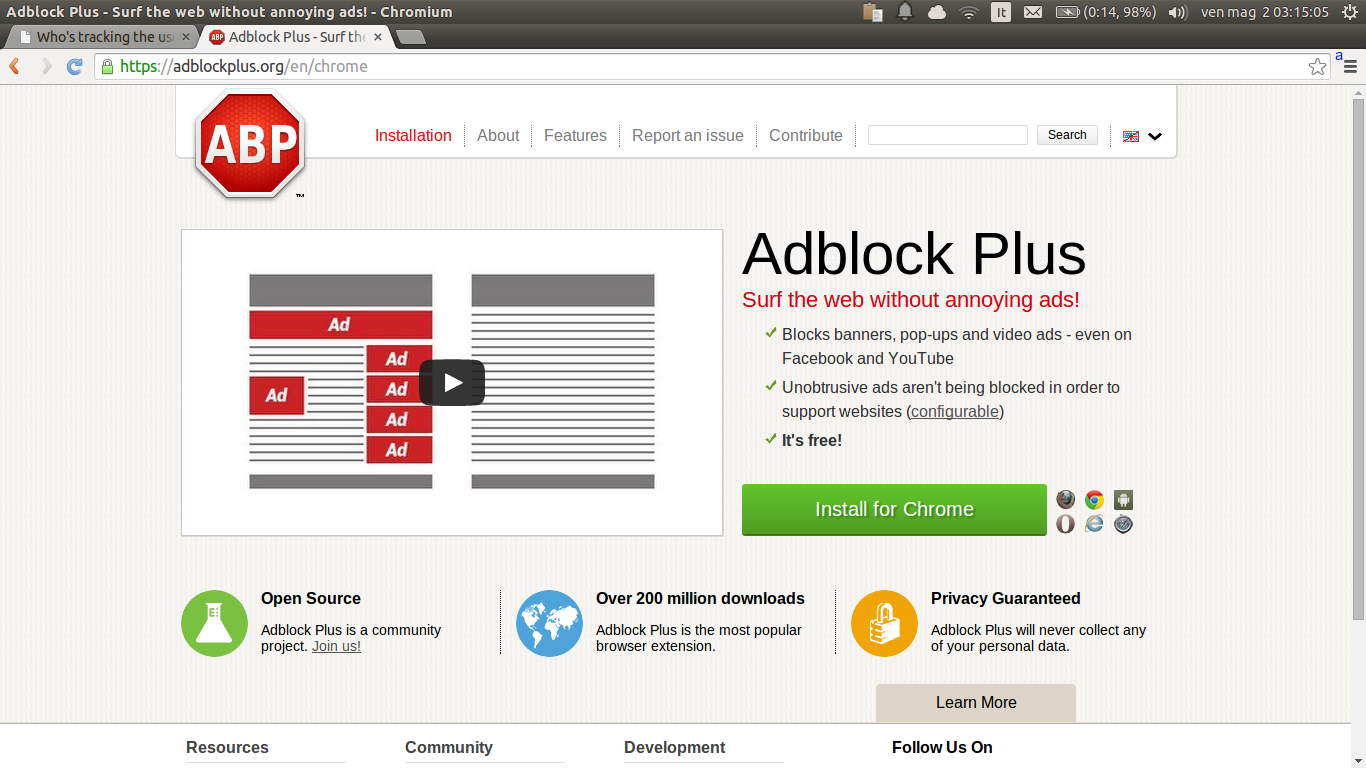 Adblock Plus - Surf the web without annoying ads! - Chromium
It
(0:14, 98%)
ven mag 2 03:15:05
Who's tracking the us
Adblock Plus - Surf the
https://adblockplus.org/en/chrome
a
ABP
™
Installation
About
Features
Report an issue
Contribute
Search
Ad
Ad
Ad
Ad
Ad
Ad
Adblock Plus
Surf the web without annoying ads!
Blocks banners, pop-ups and video ads - even on
Facebook and YouTube
Unobtrusive ads aren't being blocked in order to
support websites (configurable)
It's free!
Install for Chrome
Open Source
Adblock Plus is a community
project. Join us!
Over 200 million downloads
Adblock Plus is the most popular
browser extension.
Privacy Guaranteed
Adblock Plus will never collect any
of your personal data.
Learn More
Resources
Community
Development
Follow Us On